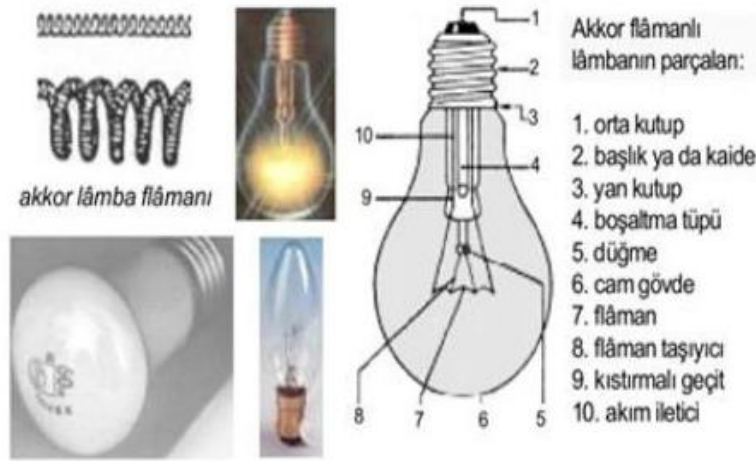 akkor lâmba flâmanı
1
2
3
10
4
9
8
7
6
5
Akkor flâmanlı
lâmbanın parçaları:
1. orta kutup
2. başlık ya da kaide
3. yan kutup
4. boşaltma tüpü
5. düğme
6. cam gövde
7. flâman
8. flâman taşıyıcı
9. kıstırmalı geçit
10. akım iletici